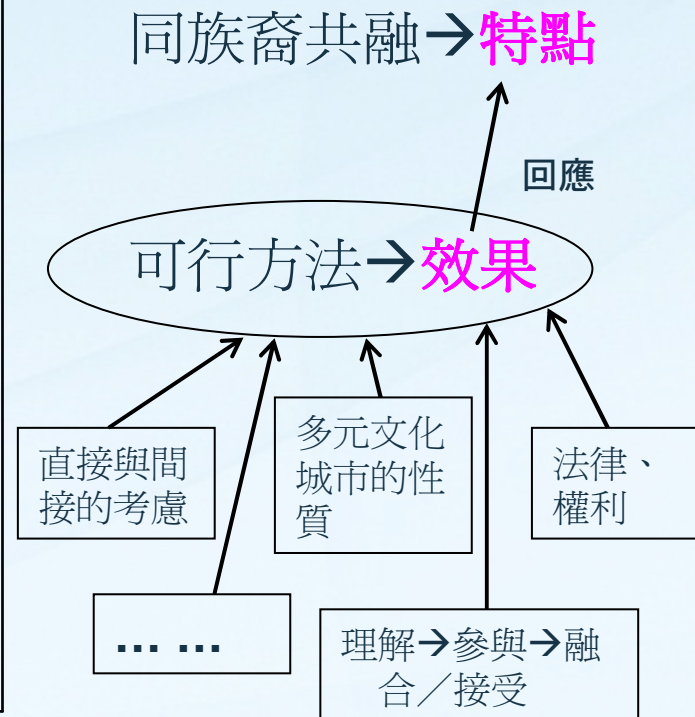 同族裔共融→特點
回應
可行方法→效果
直接與間
接的考慮
多元文化
城市的性
質
法律、
權利
… …
理解→參與→融
合／接受